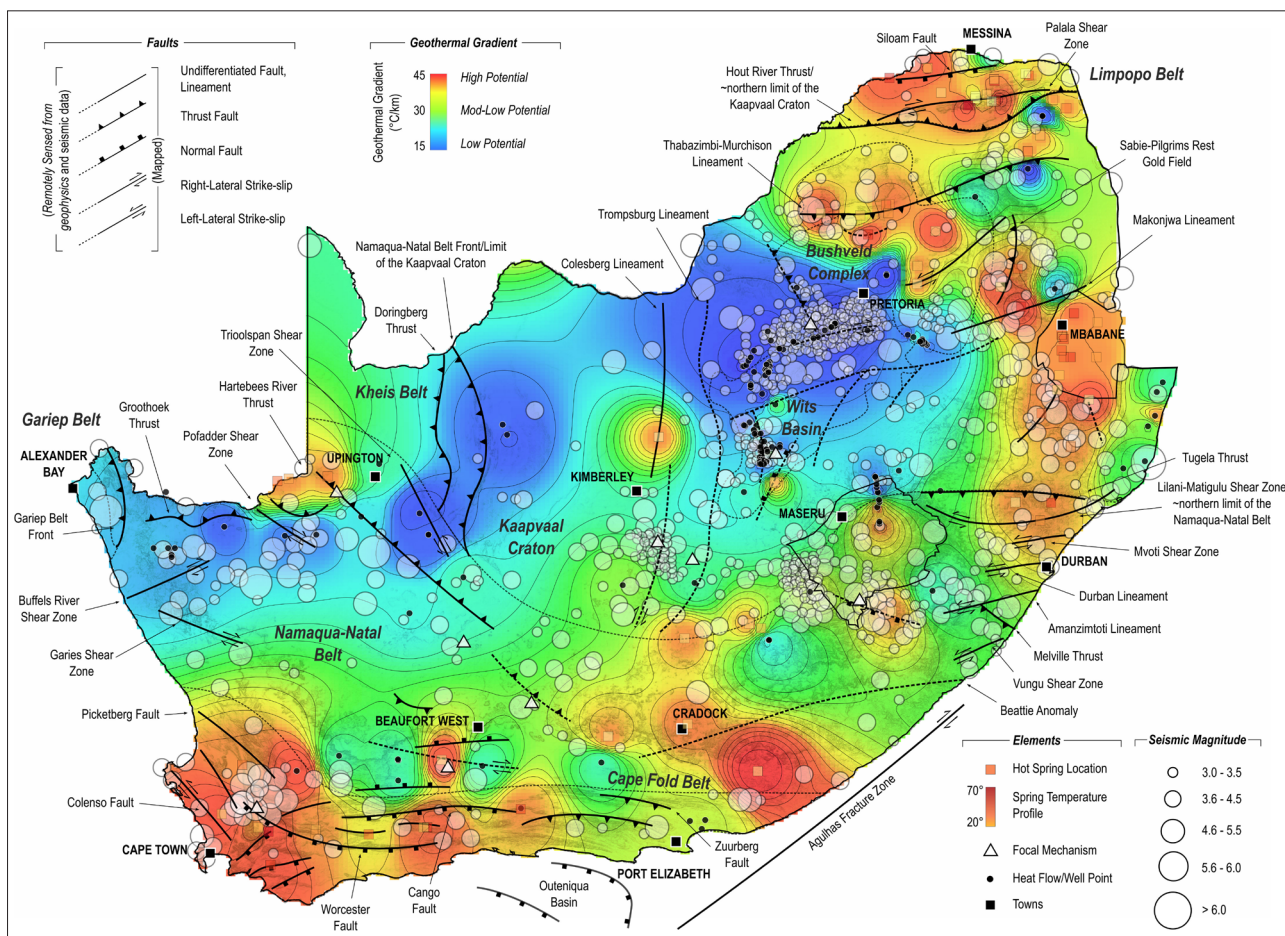 Faults
(Remotely Sensed from
geophysics and seismic data)
(Mapped)
Undifferentiated Fault,
Lineament
Thrust Fault
Normal Fault
Right-Lateral Strike-slip
Left-Lateral Strike-slip
Geothermal Gradient
Geothermal Gradient
(°C/km)
45
30
15
High Potential
Mod-Low Potential
Low Potential
Siloam Fault
MESSINA
Palala Shear
Zone
Limpopo Belt
Hout River Thrust/
~northern limit of the
Kaapvaal Craton
Thabazimbi-Murchison
Lineament
Sabie-Pilgrims Rest
Gold Field
Trompsburg Lineament
Makonjwa Lineament
Namaqua-Natal Belt Front/Limit
of the Kaapvaal Craton
Colesberg Lineament
Bushveld
Complex
PRETORIA
MBABANE
Doringberg
Thrust
Trioolspan Shear
Zone
Hartebees River
Thrust
Kheis Belt
Gariep Belt
Groothoek
Thrust
Pofadder Shear
Zone
Wits
Basin
ALEXANDER
BAY
UPINGTON
KIMBERLEY
Tugela Thrust
Lilani-Matigulu Shear Zone
~northern limit of the
Namaqua-Natal Belt
Gariep Belt
Front
Kaapvaal
Craton
MASERU
Mvoti Shear Zone
DURBAN
Buffels River
Shear Zone
Durban Lineament
Amanzimtoti Lineament
Garies Shear
Zone
Namaqua-Natal
Belt
Melville Thrust
Vungu Shear Zone
Picketberg Fault
Beattie Anomaly
BEAUFORT WEST
CRADOCK
Cape Fold Belt
Colenso Fault
Agulhas Fracture Zone
CAPE TOWN
Zuurberg
Fault
PORT ELIZABETH
Worcester
Fault
Cango
Fault
Outeniqua
Basin
Elements
Hot Spring Location
70°
20°
Spring Temperature
Profile
Focal Mechanism
Heat Flow/Well Point
Towns
Seismic Magnitude
3.0 - 3.5
3.6 - 4.5
4.6 - 5.5
5.6 - 6.0
> 6.0